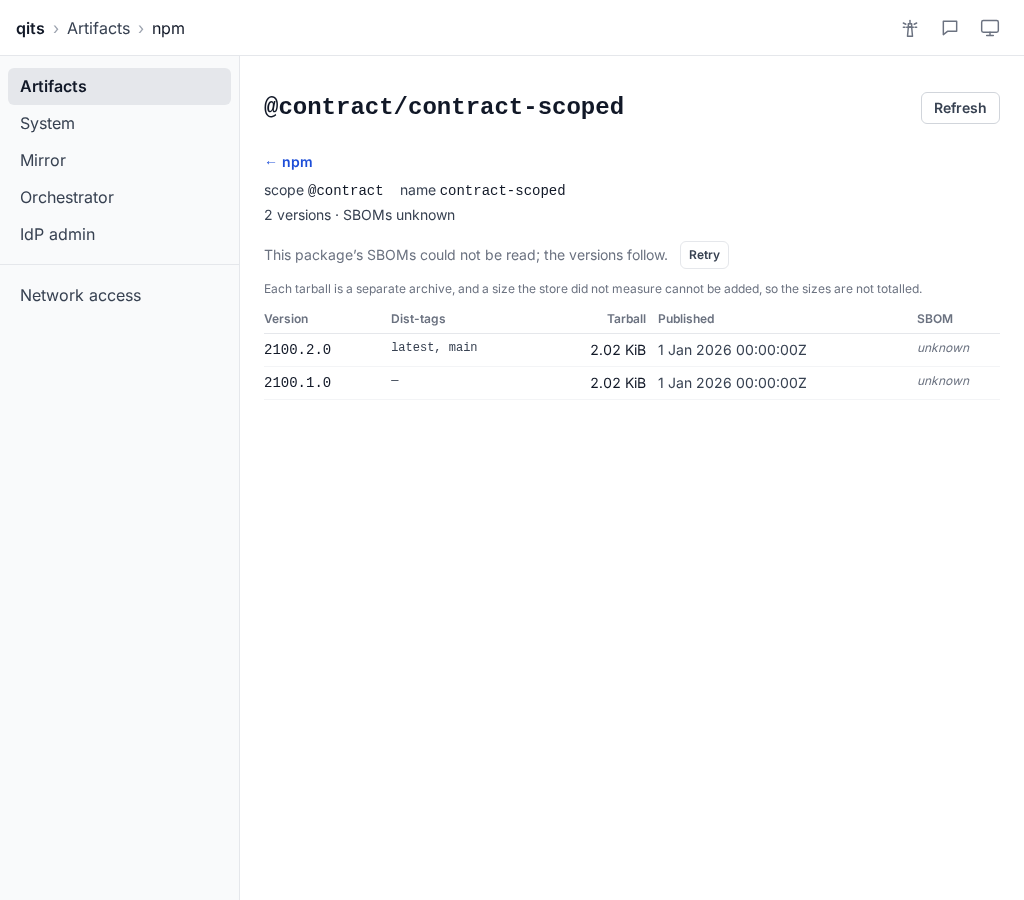 qits › Artifacts › npm
Artifacts
System
Mirror
Orchestrator
IdP admin
Network access
@contract/contract-scoped
Refresh
← npm
scope @contract name contract-scoped
2 versions · SBOMs unknown
This package’s SBOMs could not be read; the versions follow. Retry
Each tarball is a separate archive, and a size the store did not measure cannot be added, so the sizes are not totalled.
Version Dist-tags Tarball Published SBOM
2100.2.0 latest, main 2.02 KiB 1 Jan 2026 00:00:00Z unknown
2100.1.0 — 2.02 KiB 1 Jan 2026 00:00:00Z unknown